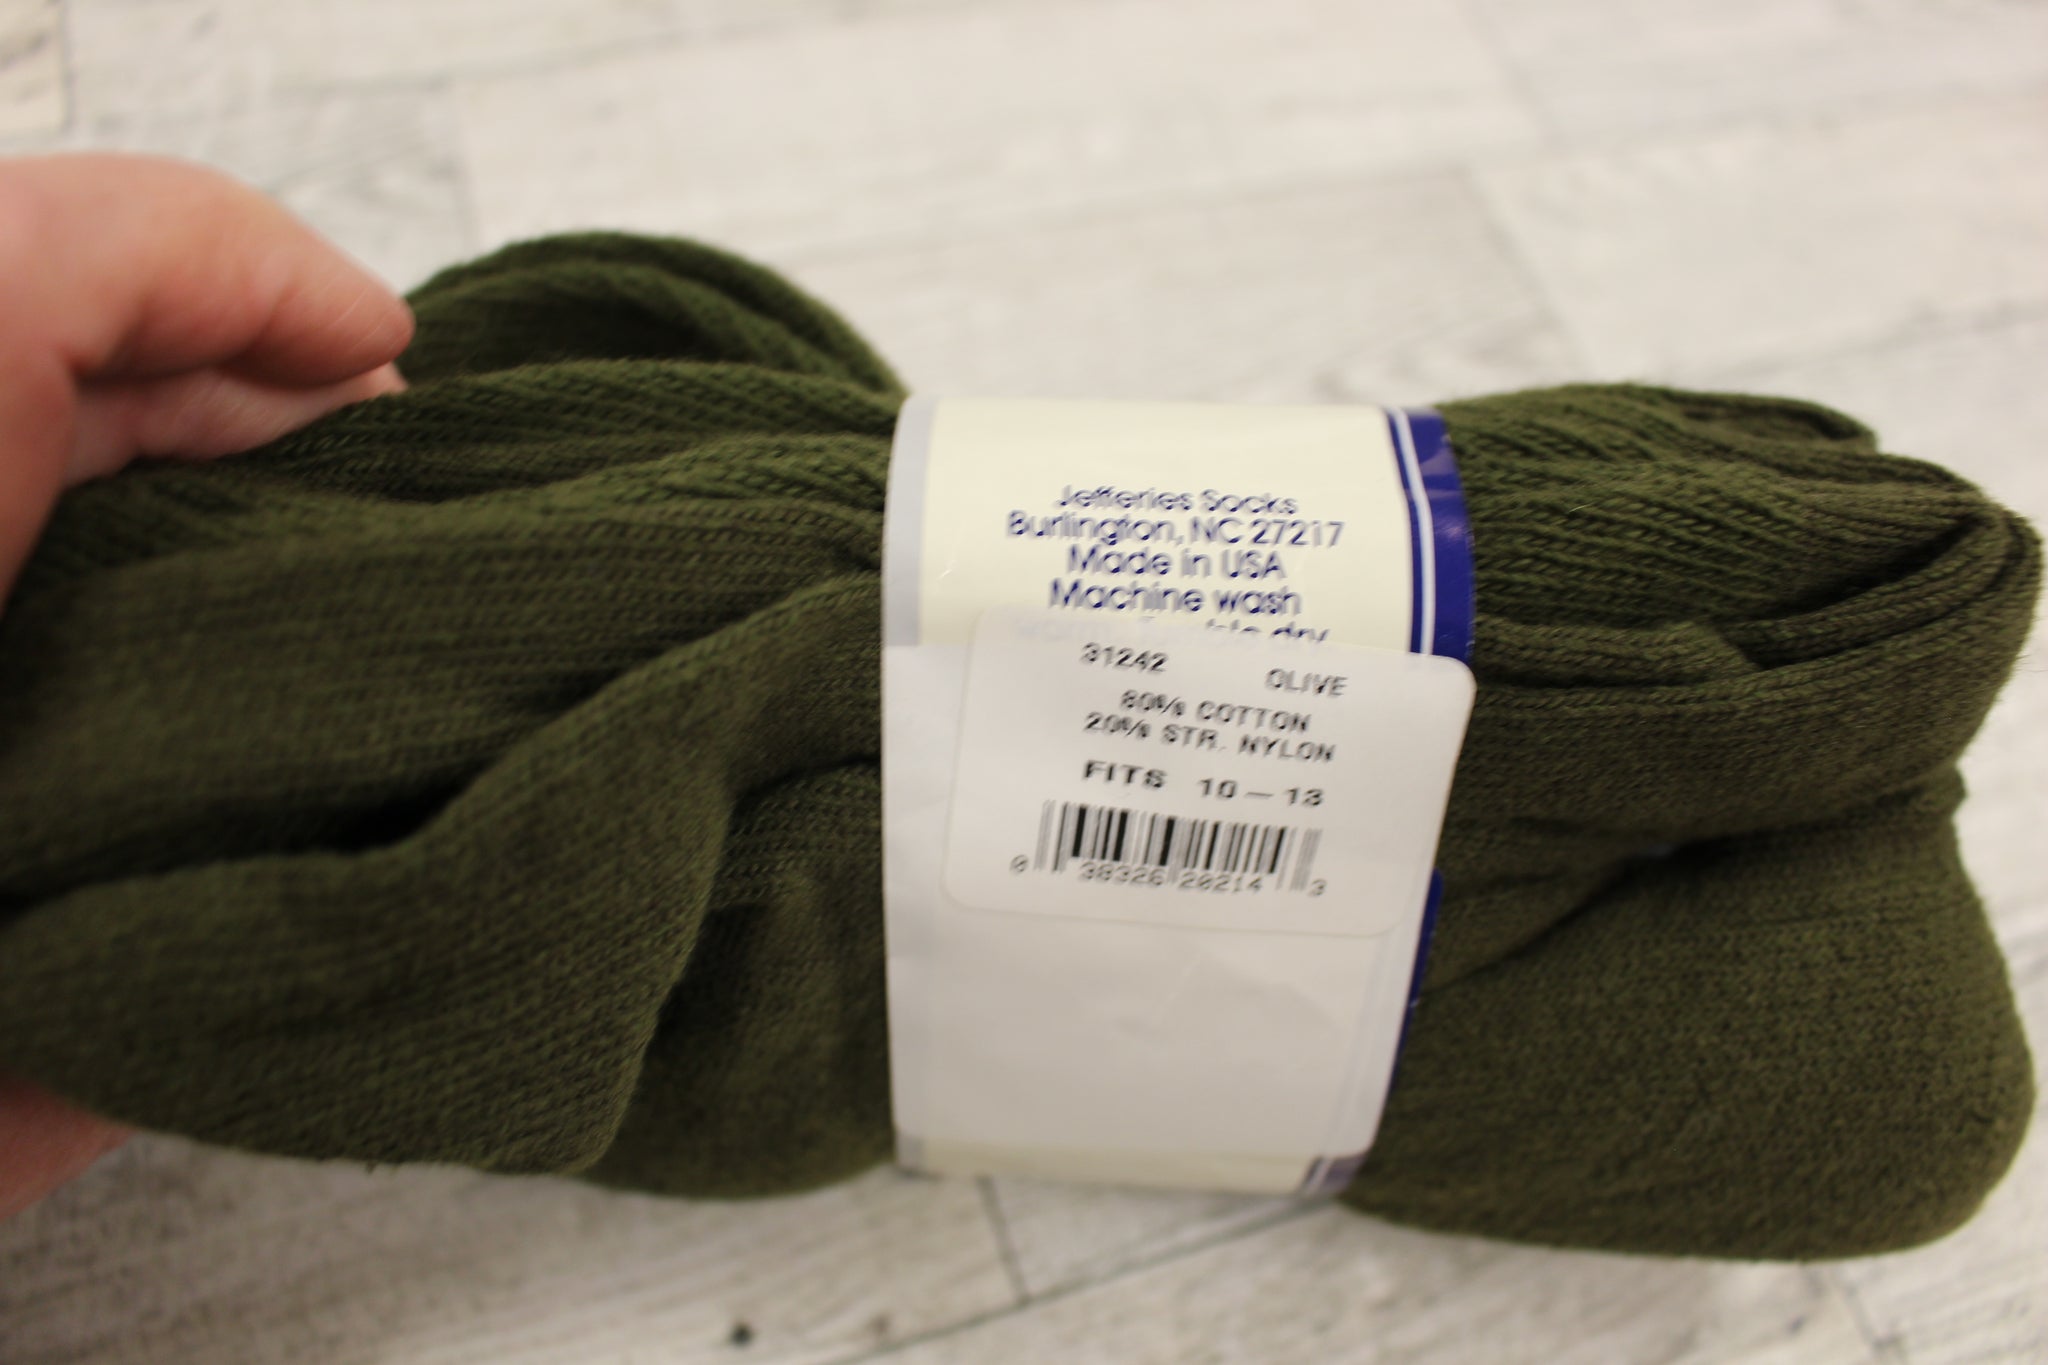 Jefferies Socks
Burlington, NC 27217
Made in USA
Machine wash
dry
31242 OLIVE
80% COTTON
20% STR. NYLON
FITS 10 — 13
0 38326 20214 3